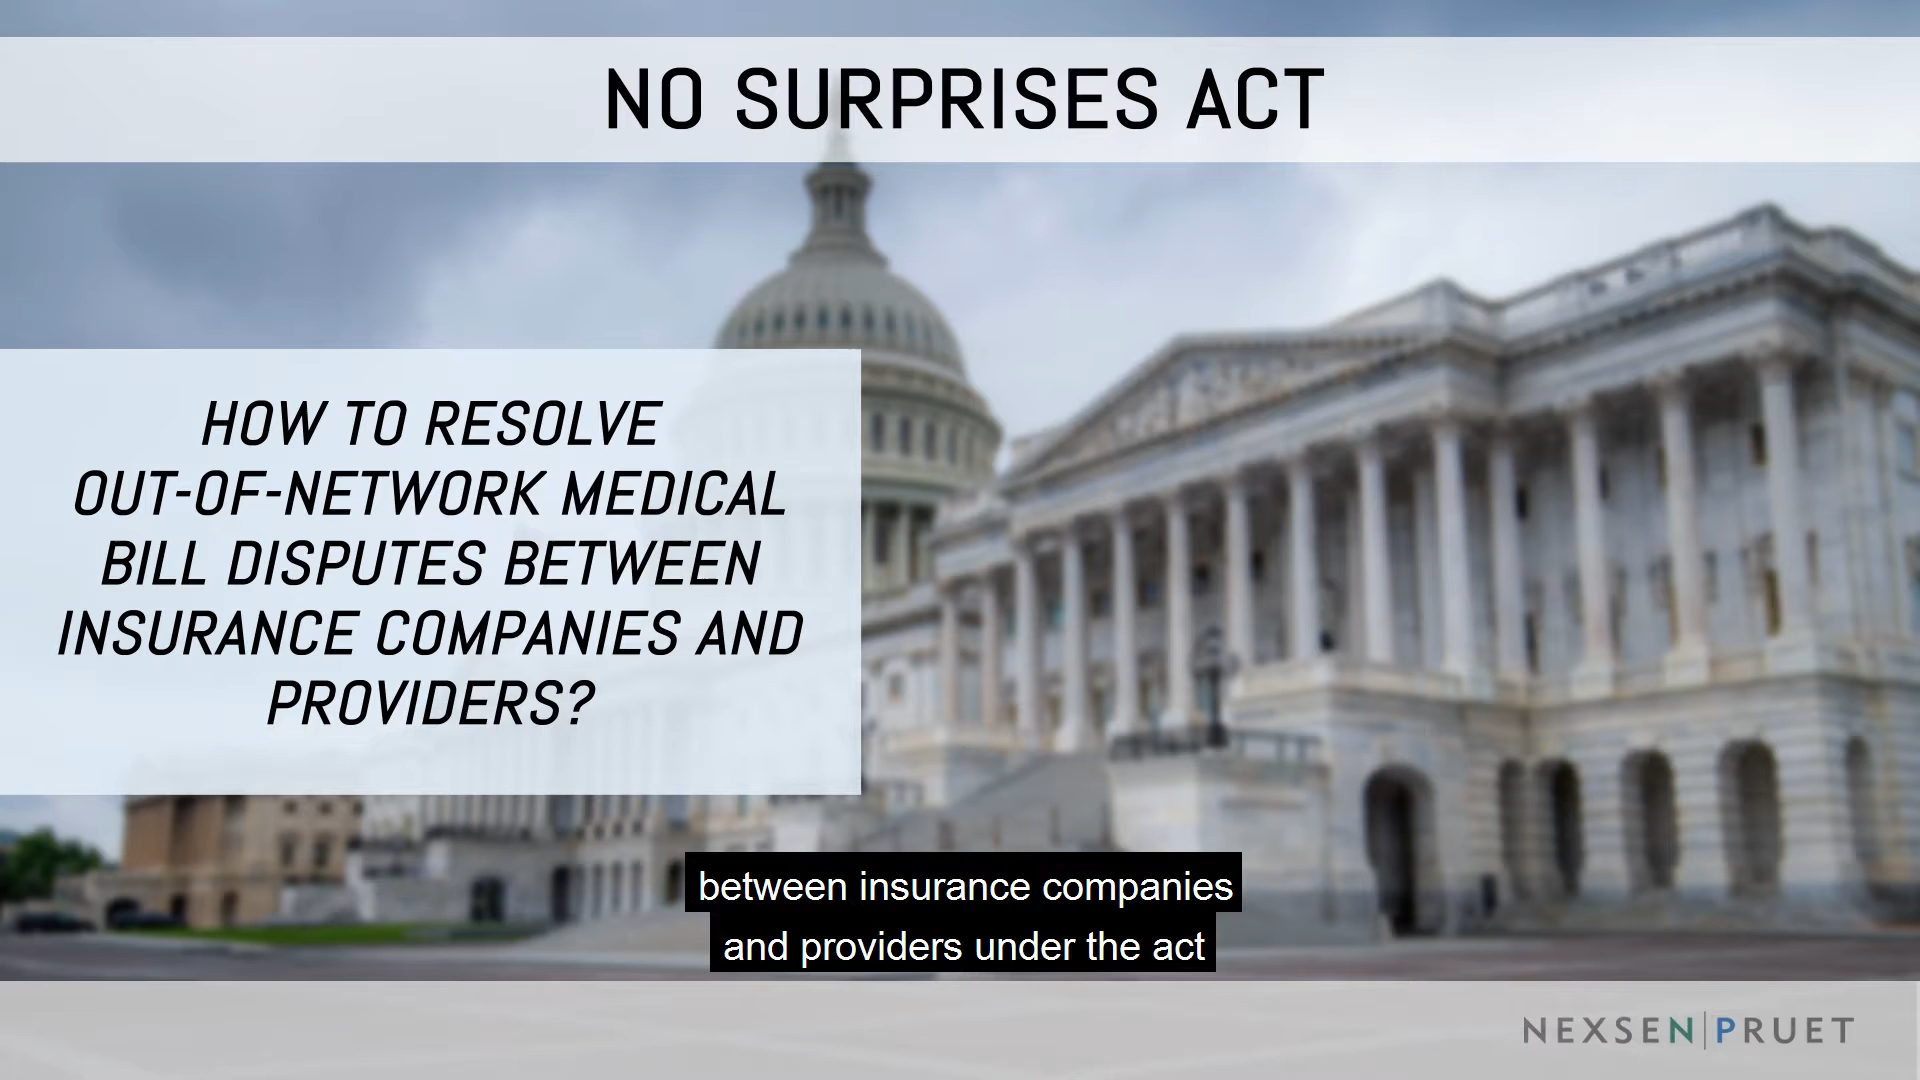 NO SURPRISES ACT
HOW TO RESOLVE
OUT-OF-NETWORK MEDICAL
BILL DISPUTES BETWEEN
INSURANCE COMPANIES AND
PROVIDERS?
between insurance companies
and providers under the act
NEXSEN|PRUET